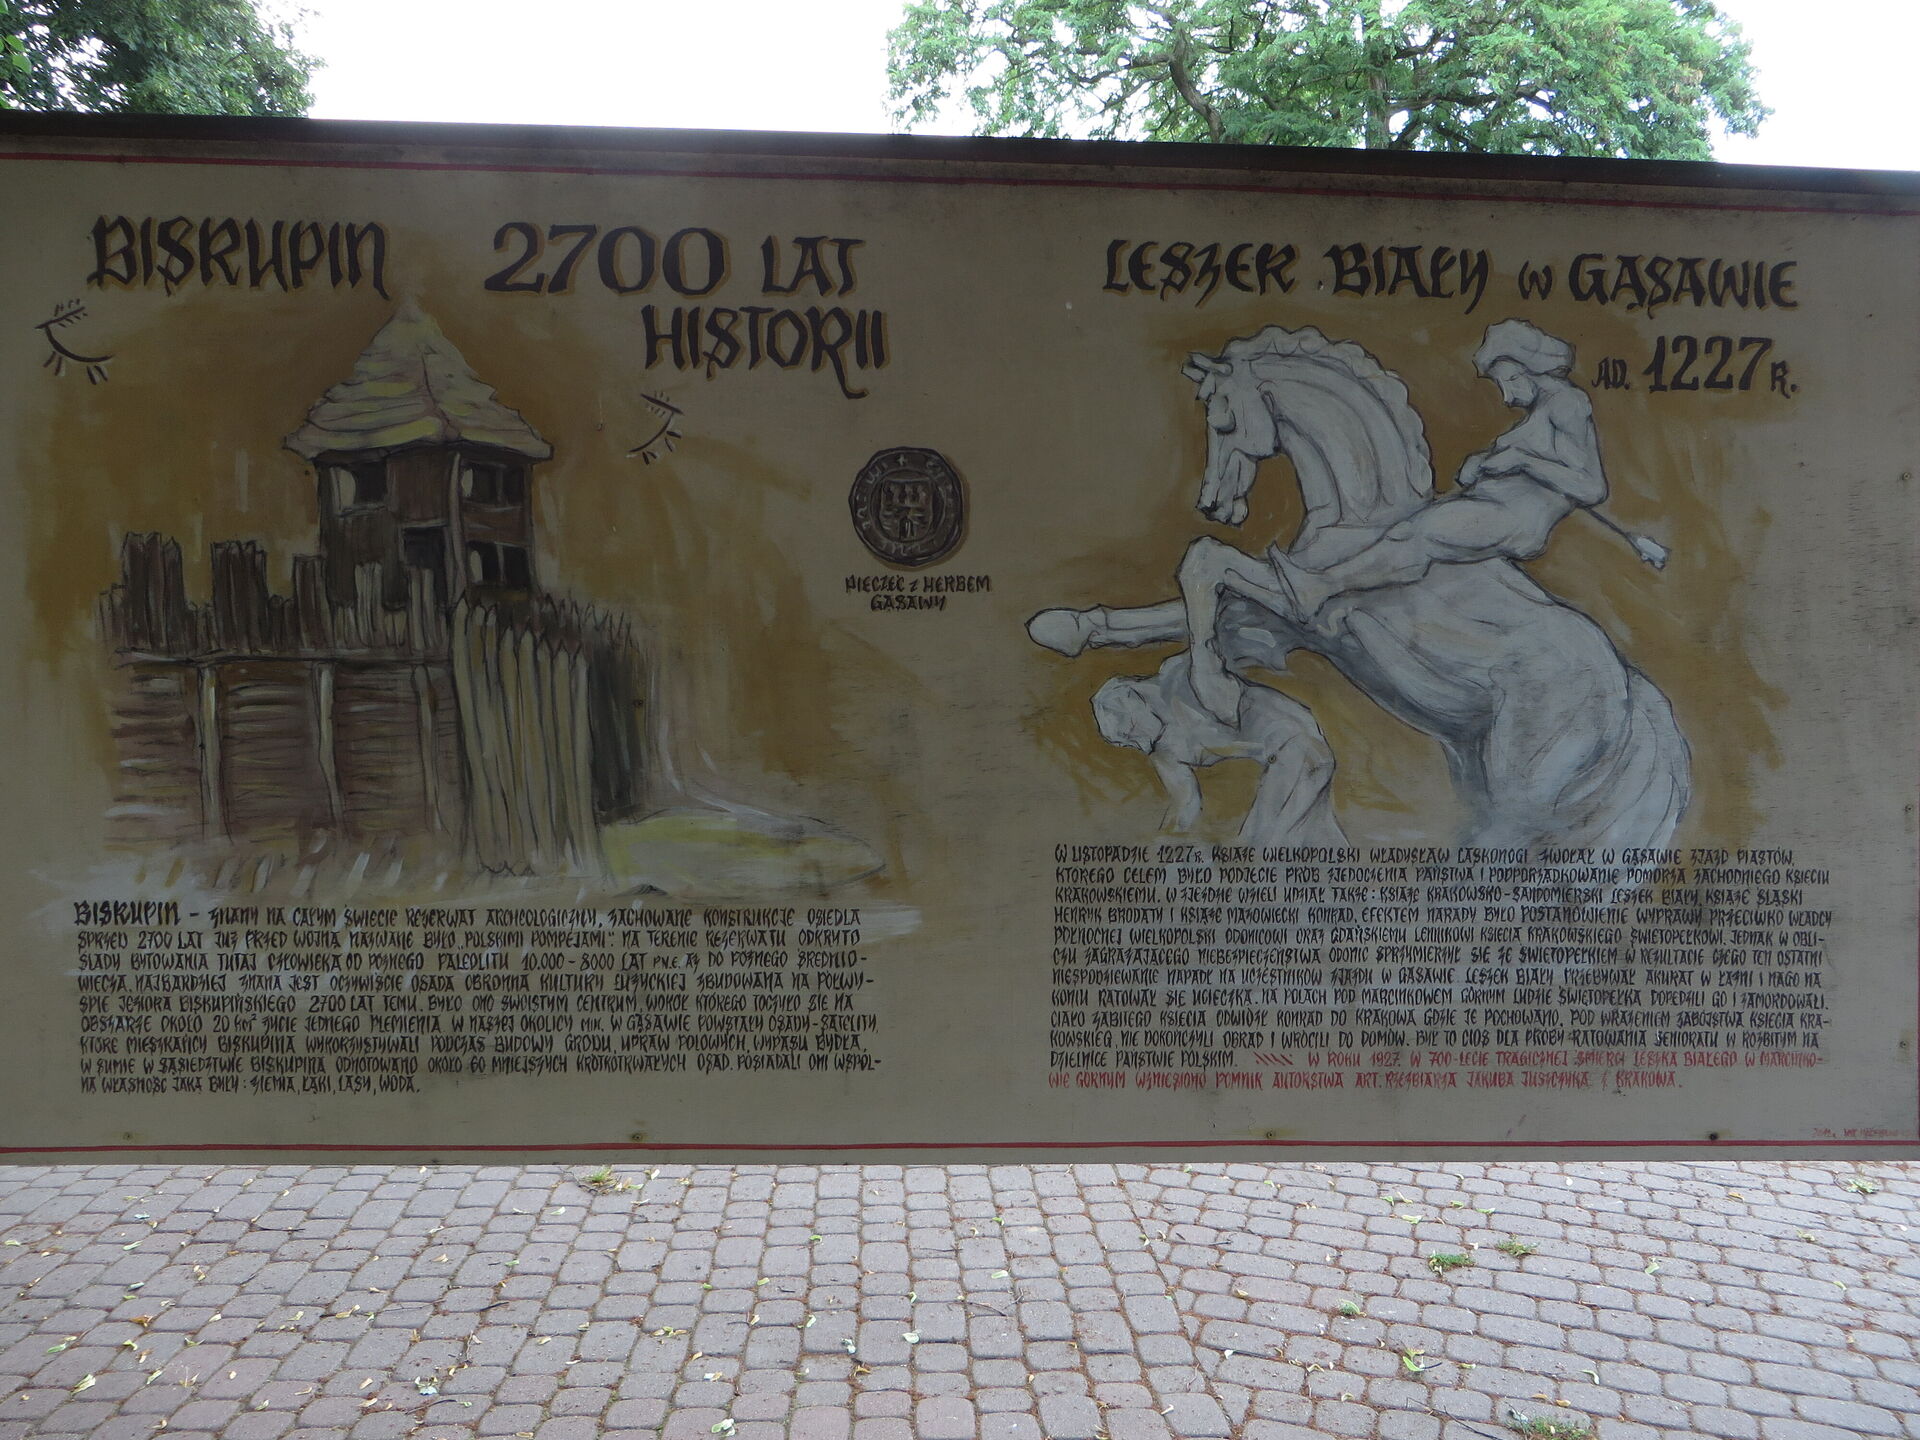 BISKUPIN 2700 LAT
HISTORII
PIECZĘĆ Z HERBEM
GĄSAWY
BISKUPIN – ZNANY NA CAŁYM ŚWIECIE REZERWAT ARCHEOLOGICZNY, ZACHOWANE KONSTRUKCJE OSIEDLA
SPRZED 2700 LAT JUŻ PRZED WOJNĄ NAZWANE BYŁO „POLSKIMI POMPEJAMI". NA TERENIE REZERWATU ODKRYTO
ŚLADY BYTOWANIA TUTAJ CZŁOWIEKA OD PÓŹNEGO PALEOLITU 10.000 - 8000 LAT P.N.E. AŻ DO PÓŹNEGO ŚREDNIO-
WIECZA. NAJBARDZIEJ ZNANA JEST OCZYWIŚCIE OSADA OBRONNA KULTURY ŁUŻYCKIEJ ZBUDOWANA NA PÓŁWY-
SPIE JEZIORA BISKUPIŃSKIEGO 2700 LAT TEMU. BYŁO ONO SWOISTYM CENTRUM, WOKÓŁ KTÓREGO TOCZYŁO SIĘ NA
OBSZARZE OKOŁO 20 KM² ŻYCIE JEDNEGO PLEMIENIA W NASZEJ OKOLICY MIN. W GĄSAWIE POWSTAŁY OSADY-SATELITY,
KTÓRE MIESZKAŃCY BISKUPINA WYKORZYSTYWALI PODCZAS BUDOWY GRODU, UPRAW POLOWYCH, WYPASU BYDŁA.
W SUMIE W SĄSIEDZTWIE BISKUPINA ODNOTOWANO OKOŁO 60 MNIEJSZYCH KRÓTKOTRWAŁYCH OSAD. POSIADALI ONI WSPÓL-
NĄ WŁASNOŚĆ JAKĄ BYŁY: ZIEMIA, ŁĄKI, LASY, WODA.
LESZEK BIAŁY W GĄSAWIE
AD. 1227 R.
W LISTOPADZIE 1227 R. KSIĄŻE WIELKOPOLSKI WŁADYSŁAW LASKONOGI ZWOŁAŁ W GĄSAWIE ZJAZD PIASTÓW,
KTÓREGO CELEM BYŁO PODJĘCIE PRÓB ZJEDOCZENIA PAŃSTWA I PODPORZĄDKOWANIE POMORZA ZACHODNIEGO KSIĘCIU
KRAKOWSKIEMU. W ZJEŹDZIE WZIĘLI UDZIAŁ TAKŻE: KSIĄŻE KRAKOWSKO-SANDOMIERSKI LESZEK BIAŁY, KSIĄŻE ŚLĄSKI
HENRYK BRODATY I KSIĄŻE MAZOWIECKI KONRAD. EFEKTEM NARADY BYŁO POSTANOWIENIE WYPRAWY PRZECIWKO WŁADCY
PÓŁNOCNEJ WIELKOPOLSKI ODONICOWI ORAZ GDAŃSKIEMU LENNIKOWI KSIĘCIA KRAKOWSKIEGO ŚWIĘTOPEŁKOWI. JEDNAK W OBLI-
CZU ZAGRAŻAJĄCEGO NIEBEZPIECZEŃSTWA ODONIC SPRZYMIERZYŁ SIĘ ZE ŚWIĘTOPEŁKIEM W REZULTACIE CZEGO TEN OSTATNI
NIESPODZIEWANIE NAPADŁ NA UCZESTNIKÓW ZJAZDU W GĄSAWIE. LESZEK BIAŁY PRZEBYWAŁ AKURAT W ŁAŹNI I NAGO NA
KONIU RATOWAŁ SIĘ UCIECZKĄ. NA POLACH POD MARCINKOWEM GÓRNYM LUDZIE ŚWIĘTOPEŁKA DOPĘDZILI GO I ZAMORDOWALI.
CIAŁO ZABITEGO KSIĘCIA ODWIÓZŁ KONRAD DO KRAKOWA GDZIE JE POCHOWANO. POD WRAŻENIEM ZABÓJSTWA KSIĘCIA KRA-
KOWSKIEG, NIE DOKOŃCZYLI OBRAD I WRÓCILI DO DOMÓW. BYŁ TO CIOS DLA PRÓBY RATOWANIA SENIORATU W ROZBITYM NA
DZIELNICE PAŃSTWIE POLSKIM. W ROKU 1927 W 700-LECIE TRAGICZNEJ ŚMIERCI LESZKA BIAŁEGO W MARCINKO-
WIE GÓRNYM WZNIESIONO POMNIK AUTORSTWA ART. RZEŹBIARZA JAKUBA JUSZCZYKA Z KRAKOWA.